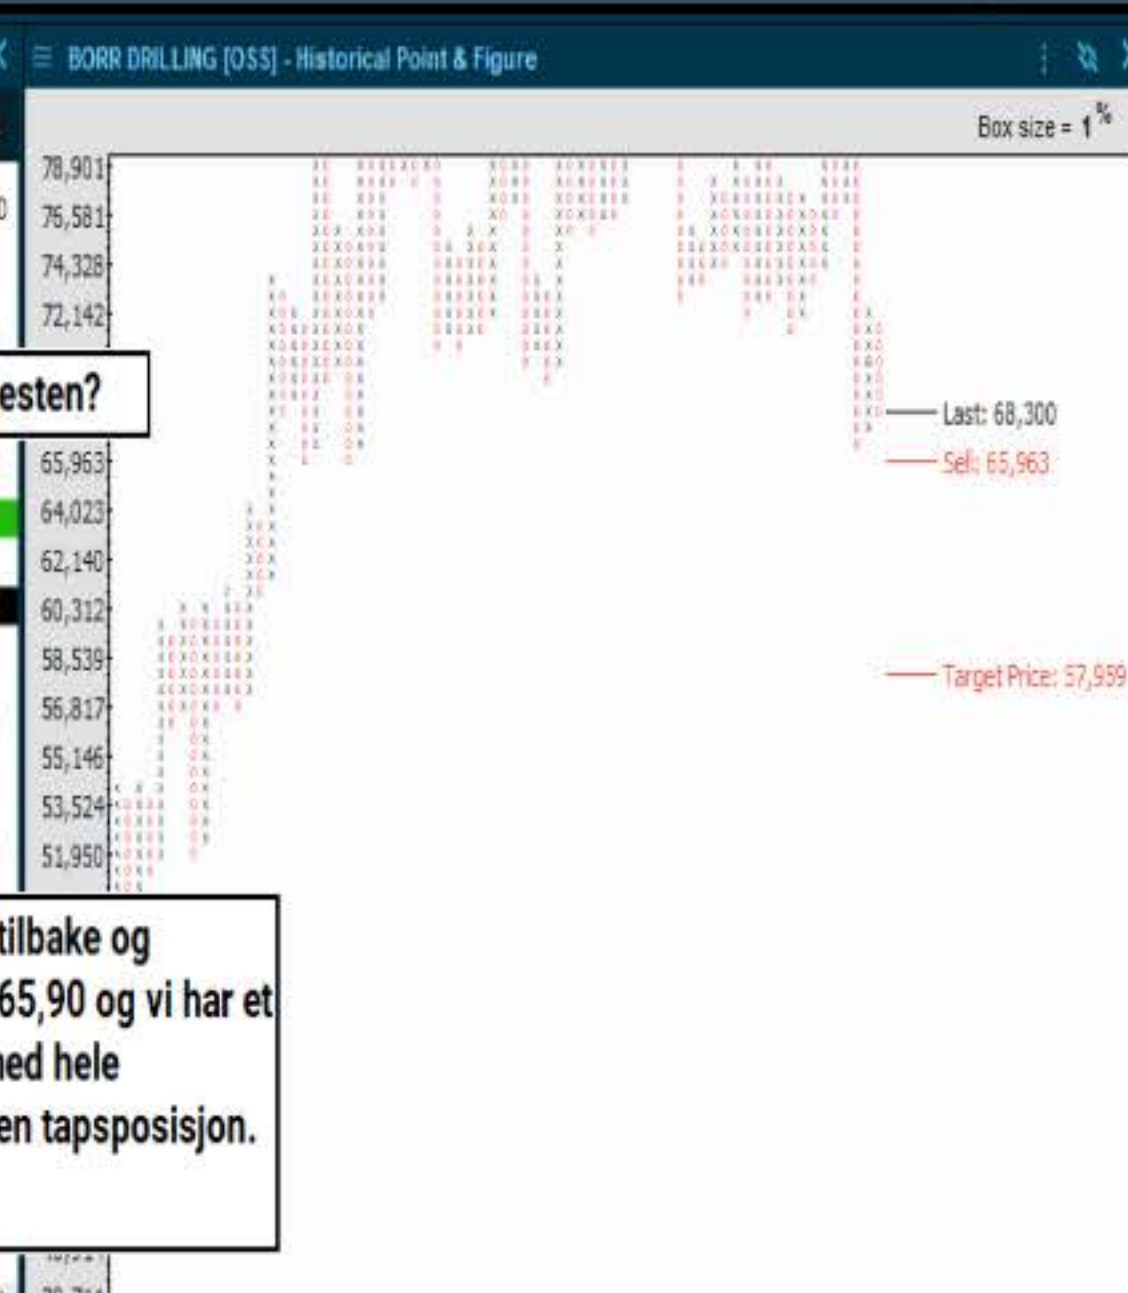 BORR DRILLING [OSS] - Historical Point & Figure
Box size = 1 %
78,901
76,581
74,328
72,142
esten?
Last: 68,300
65,963
Sell: 65,963
64,023
62,140
60,312
58,539
Target Price: 57,959
56,817
55,146
53,524
51,950
tilbake og
65,90 og vi har et
ned hele
en tapsposisjon.